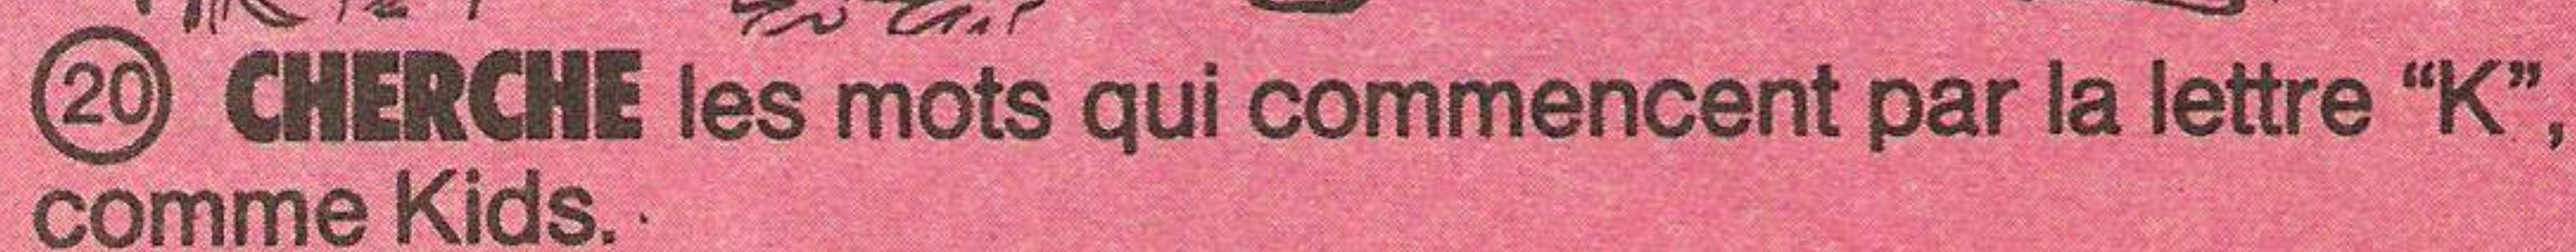 20 CHERCHE les mots qui commencent par la lettre “K”,
comme Kids.